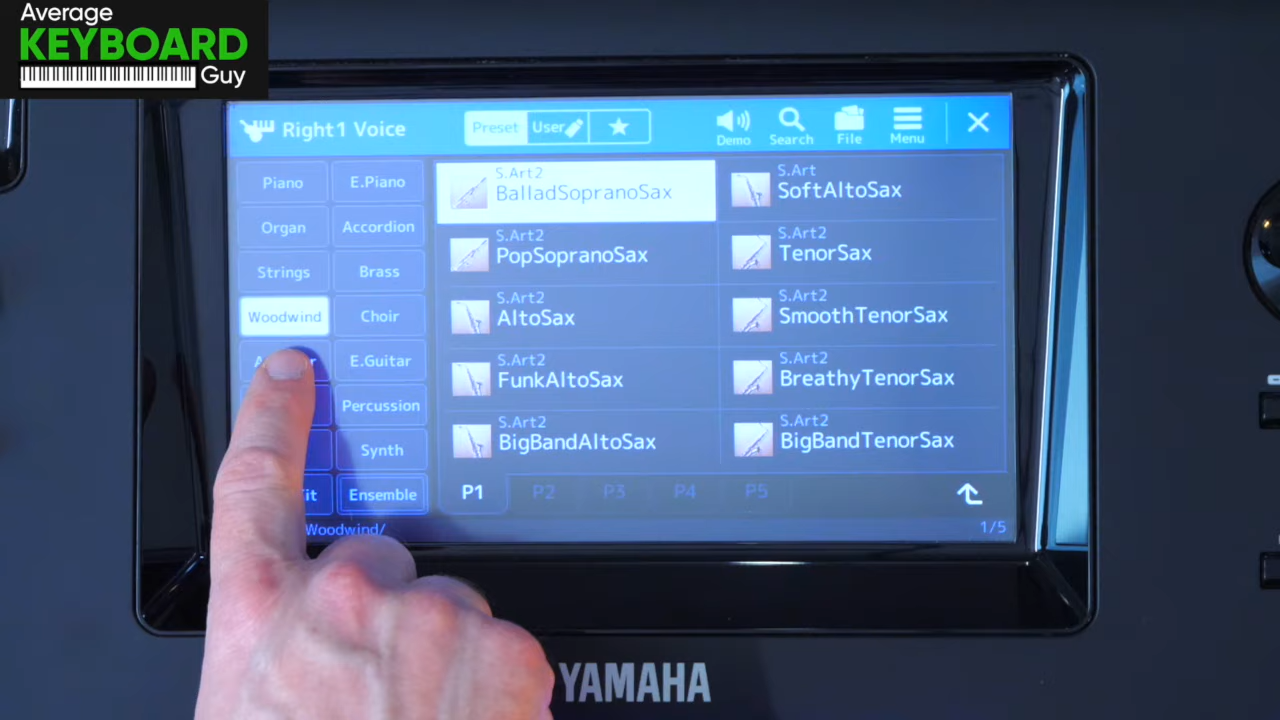 Average
KEYBOARD
Guy
Right1 Voice
Preset
User
Demo
Search
File
Menu
Piano
E.Piano
Organ
Accordion
Strings
Brass
Woodwind
Choir
E.Guitar
Percussion
Synth
Ensemble
S.Art2
BalladSopranoSax
S.Art
SoftAltoSax
S.Art2
PopSopranoSax
S.Art2
TenorSax
S.Art2
AltoSax
S.Art2
SmoothTenorSax
S.Art2
FunkAltoSax
S.Art2
BreathyTenorSax
S.Art2
BigBandAltoSax
S.Art2
BigBandTenorSax
P1
P2
P3
P4
P5
Woodwind/
1/5
YAMAHA